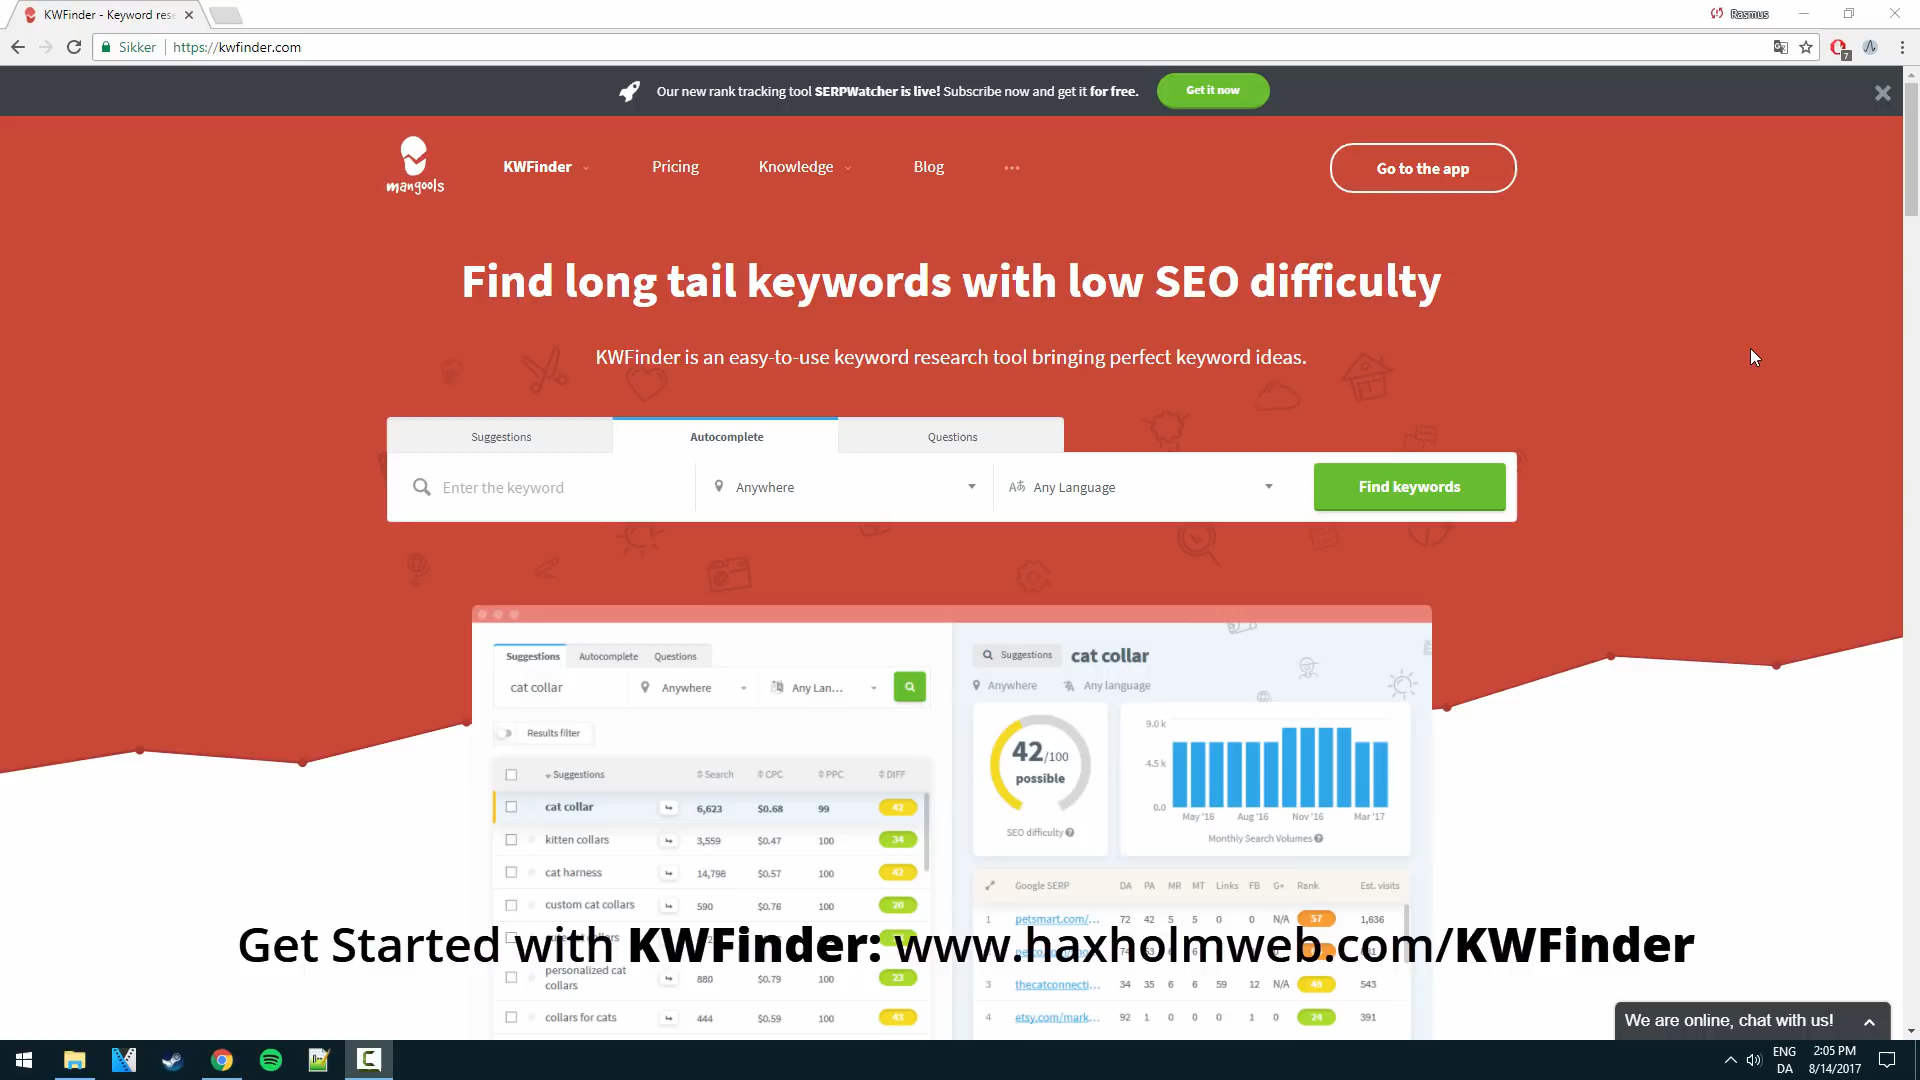 KWFinder - Keyword rese
Rasmus
Sikker https://kwfinder.com
7
Our new rank tracking tool SERPWatcher is live! Subscribe now and get it for free. Get it now
mangools
KWFinder Pricing Knowledge Blog ••• Go to the app
Find long tail keywords with low SEO difficulty
KWFinder is an easy-to-use keyword research tool bringing perfect keyword ideas.
Suggestions Autocomplete Questions
Enter the keyword Anywhere Any Language Find keywords
Suggestions Autocomplete Questions
cat collar Anywhere Any Lan...
Results filter
Suggestions Search CPC PPC DIFF
cat collar 6,623 $0.68 99 42
kitten collars 3,559 $0.47 100 34
cat harness 14,798 $0.57 100 42
custom cat collars 590 $0.76 100 20
personalized cat collars 880 $0.79 100 23
collars for cats 444 $0.59 100 43
Suggestions cat collar
Anywhere Any language
42/100
possible
SEO difficulty
9.0 k
4.5 k
0.0
May '16 Aug '16 Nov '16 Mar '17
Monthly Search Volumes
Google SERP DA PA MR MT Links FB G+ Rank Est. visits
1 petsmart.com/... 72 42 5 5 0 0 N/A 57 1,636
3 thecatconnecti... 34 35 6 6 59 12 N/A 46 543
4 etsy.com/mark... 92 1 0 0 0 1 0 24 391
Get Started with KWFinder: www.haxholmweb.com/KWFinder
We are online, chat with us!
ENG
DA
2:05 PM
8/14/2017